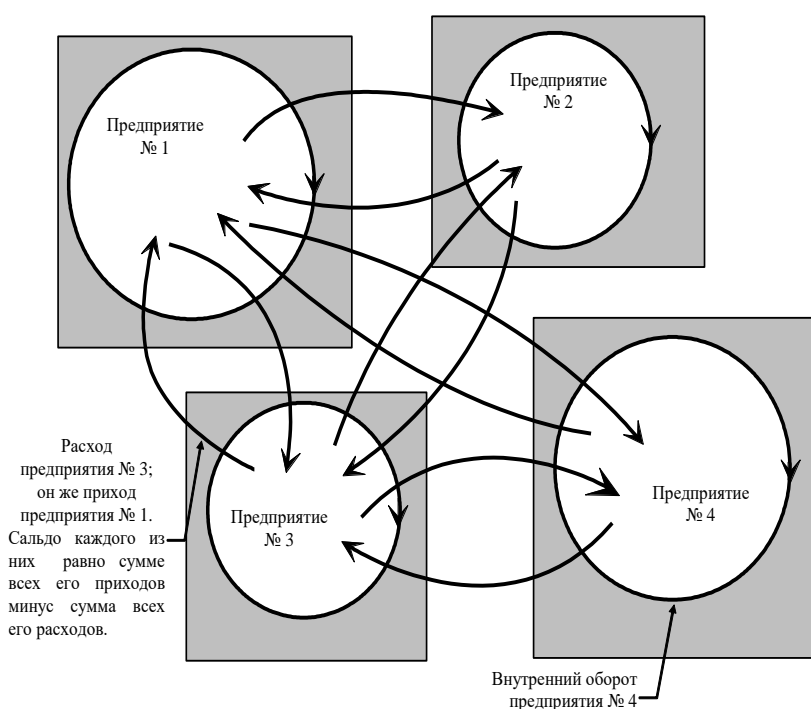 Предприятие
№ 1
Предприятие
№ 2
Расход
предприятия № 3;
он же приход
предприятия № 1.
Сальдо каждого из
них равно сумме
всех его приходов
минус сумма всех
его расходов.
Предприятие
№ 3
Предприятие
№ 4
Внутренний оборот
предприятия № 4